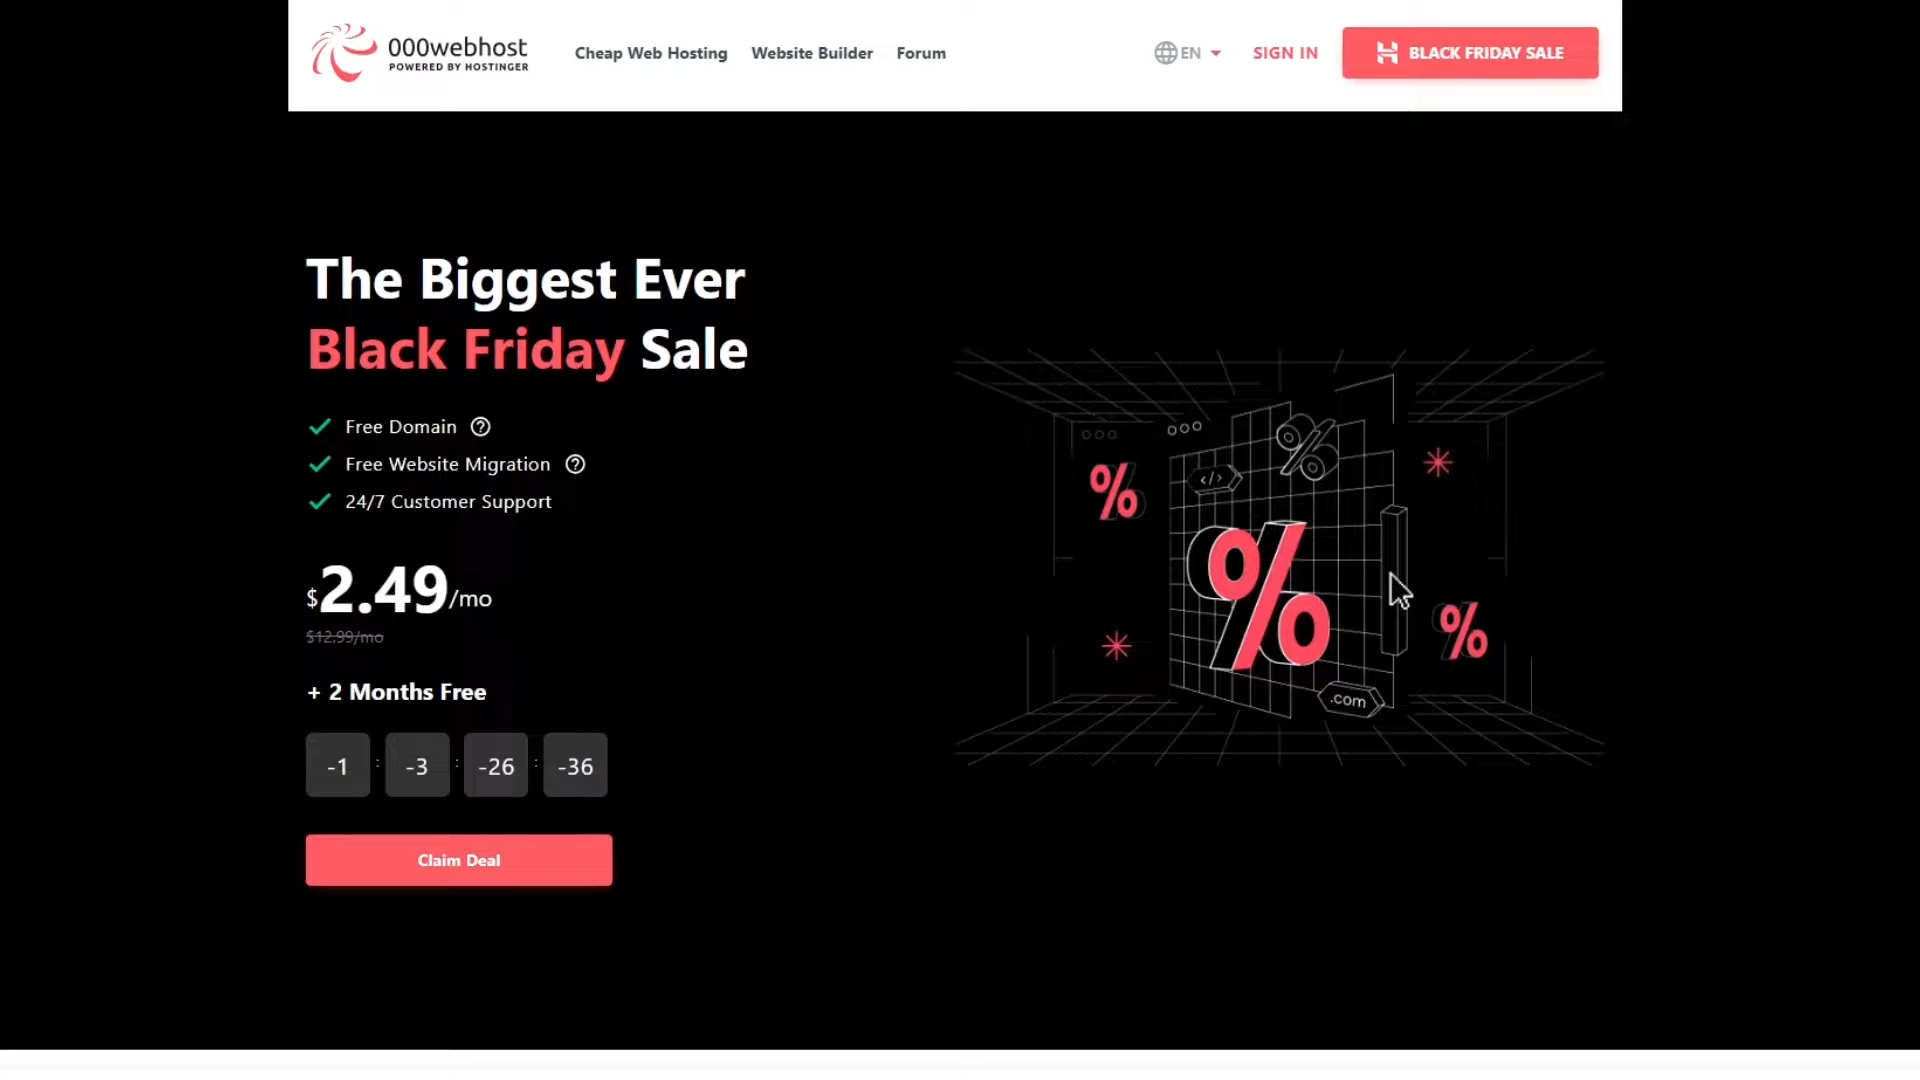 000webhost
POWERED BY HOSTINGER
Cheap Web Hosting
Website Builder
Forum
EN
SIGN IN
BLACK FRIDAY SALE
The Biggest Ever
Black Friday Sale
Free Domain
Free Website Migration
24/7 Customer Support
$2.49/mo
$12.99/mo
+ 2 Months Free
-1 : -3 : -26 : -36
Claim Deal
%
%
</>
%
%
.com